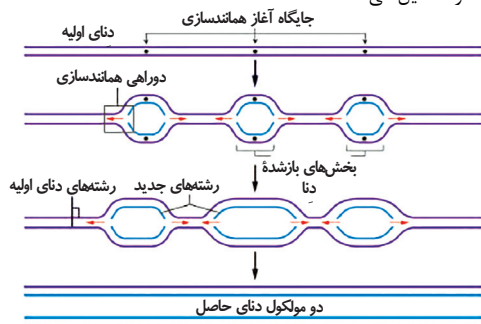 جایگاه آغاز همانندسازی
دنای اولیه
دوراهی همانندسازی
بخش‌های بازشدهٔ
دنا
رشته‌های جدید
رشته‌های دنای اولیه
دو مولکول دنای حاصل